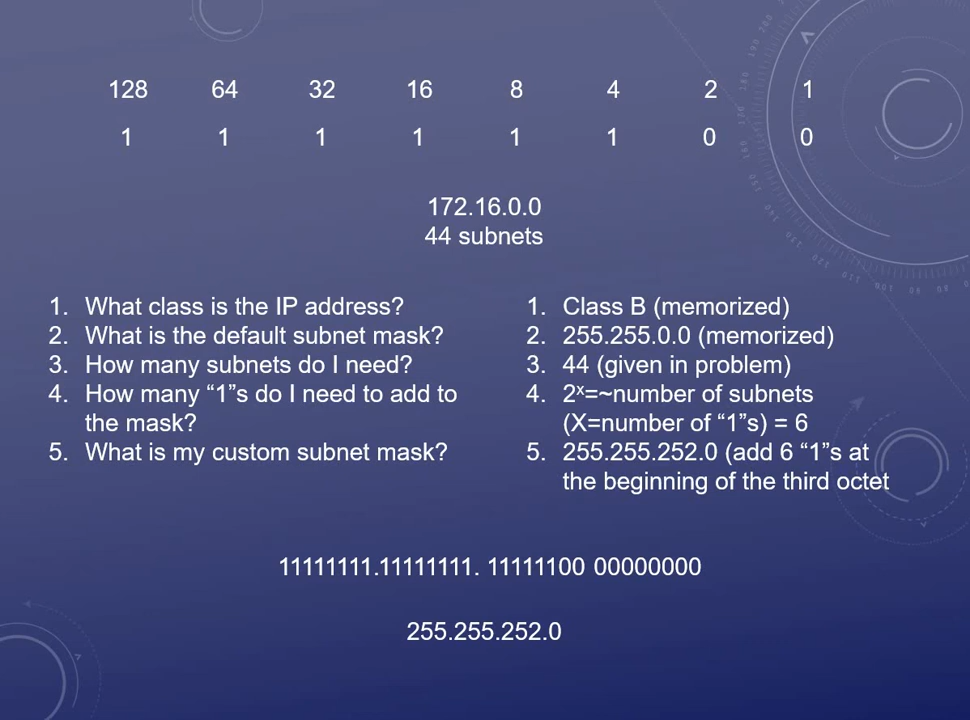 128 64 32 16 8 4 2 1
1 1 1 1 1 1 0 0
172.16.0.0
44 subnets
1. What class is the IP address?
2. What is the default subnet mask?
3. How many subnets do I need?
4. How many “1”s do I need to add to
the mask?
5. What is my custom subnet mask?
1. Class B (memorized)
2. 255.255.0.0 (memorized)
3. 44 (given in problem)
4. 2ˣ=~number of subnets
(X=number of “1”s) = 6
5. 255.255.252.0 (add 6 “1”s at
the beginning of the third octet
11111111.11111111. 11111100 00000000
255.255.252.0